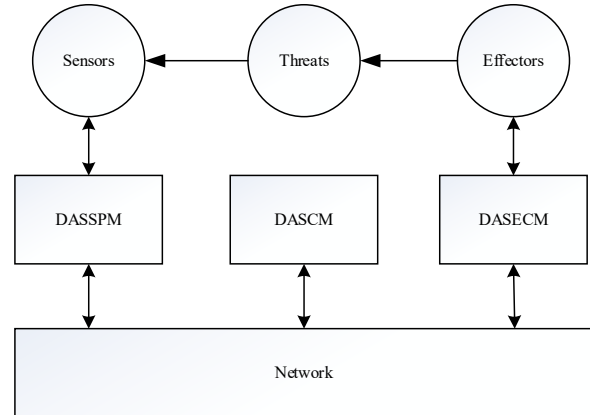 Sensors
Threats
Effectors
DASSPM
DASCM
DASECM
Network